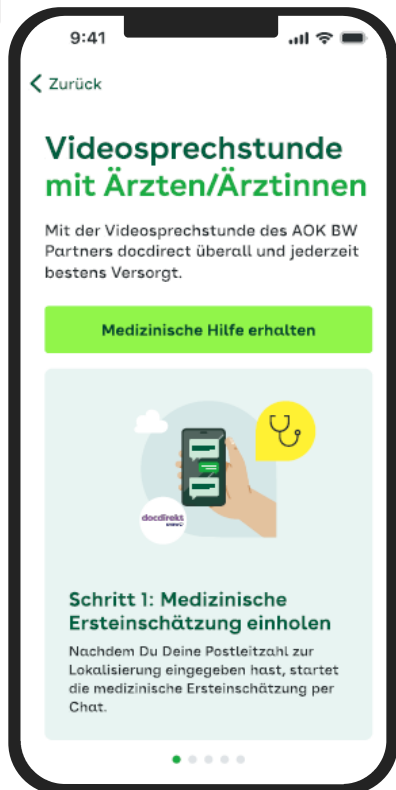 9:41
Zurück
Videosprechstunde
mit Ärzten/Ärztinnen
Mit der Videosprechstunde des AOK BW
Partners docdirect überall und jederzeit
bestens Versorgt.
Medizinische Hilfe erhalten
docdirekt
Schritt 1: Medizinische
Ersteinschätzung einholen
Nachdem Du Deine Postleitzahl zur
Lokalisierung eingegeben hast, startet
die medizinische Ersteinschätzung per
Chat.